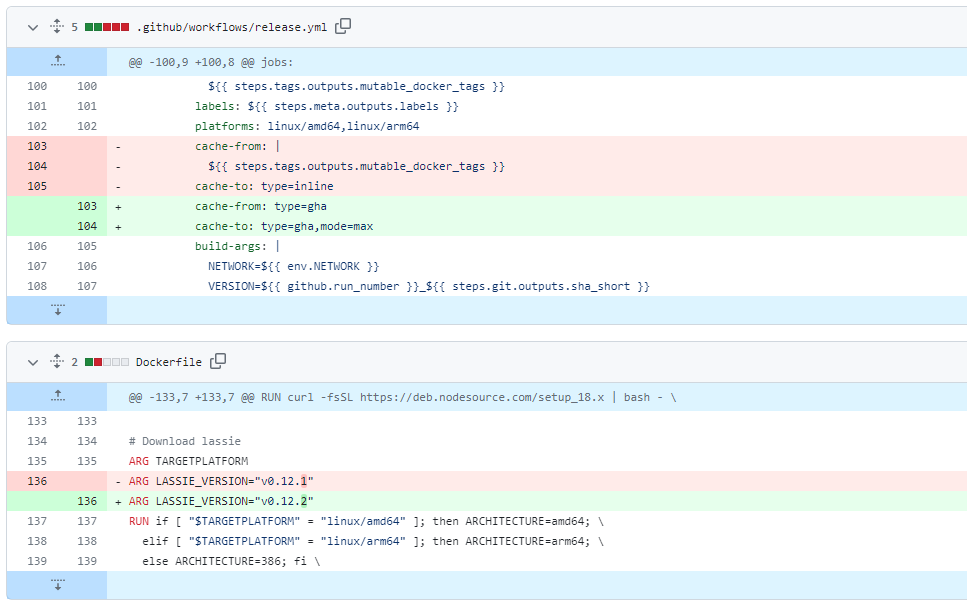 5 .github/workflows/release.yml
@@ -100,9 +100,8 @@ jobs:
100 100 ${{ steps.tags.outputs.mutable_docker_tags }}
101 101 labels: ${{ steps.meta.outputs.labels }}
102 102 platforms: linux/amd64,linux/arm64
103 - cache-from: |
104 - ${{ steps.tags.outputs.mutable_docker_tags }}
105 - cache-to: type=inline
103 + cache-from: type=gha
104 + cache-to: type=gha,mode=max
106 105 build-args: |
107 106 NETWORK=${{ env.NETWORK }}
108 107 VERSION=${{ github.run_number }}_${{ steps.git.outputs.sha_short }}
2 Dockerfile
@@ -133,7 +133,7 @@ RUN curl -fsSL https://deb.nodesource.com/setup_18.x | bash - \
133 133
134 134 # Download lassie
135 135 ARG TARGETPLATFORM
136 - ARG LASSIE_VERSION="v0.12.1"
136 + ARG LASSIE_VERSION="v0.12.2"
137 137 RUN if [ "$TARGETPLATFORM" = "linux/amd64" ]; then ARCHITECTURE=amd64; \
138 138 elif [ "$TARGETPLATFORM" = "linux/arm64" ]; then ARCHITECTURE=arm64; \
139 139 else ARCHITECTURE=386; fi \